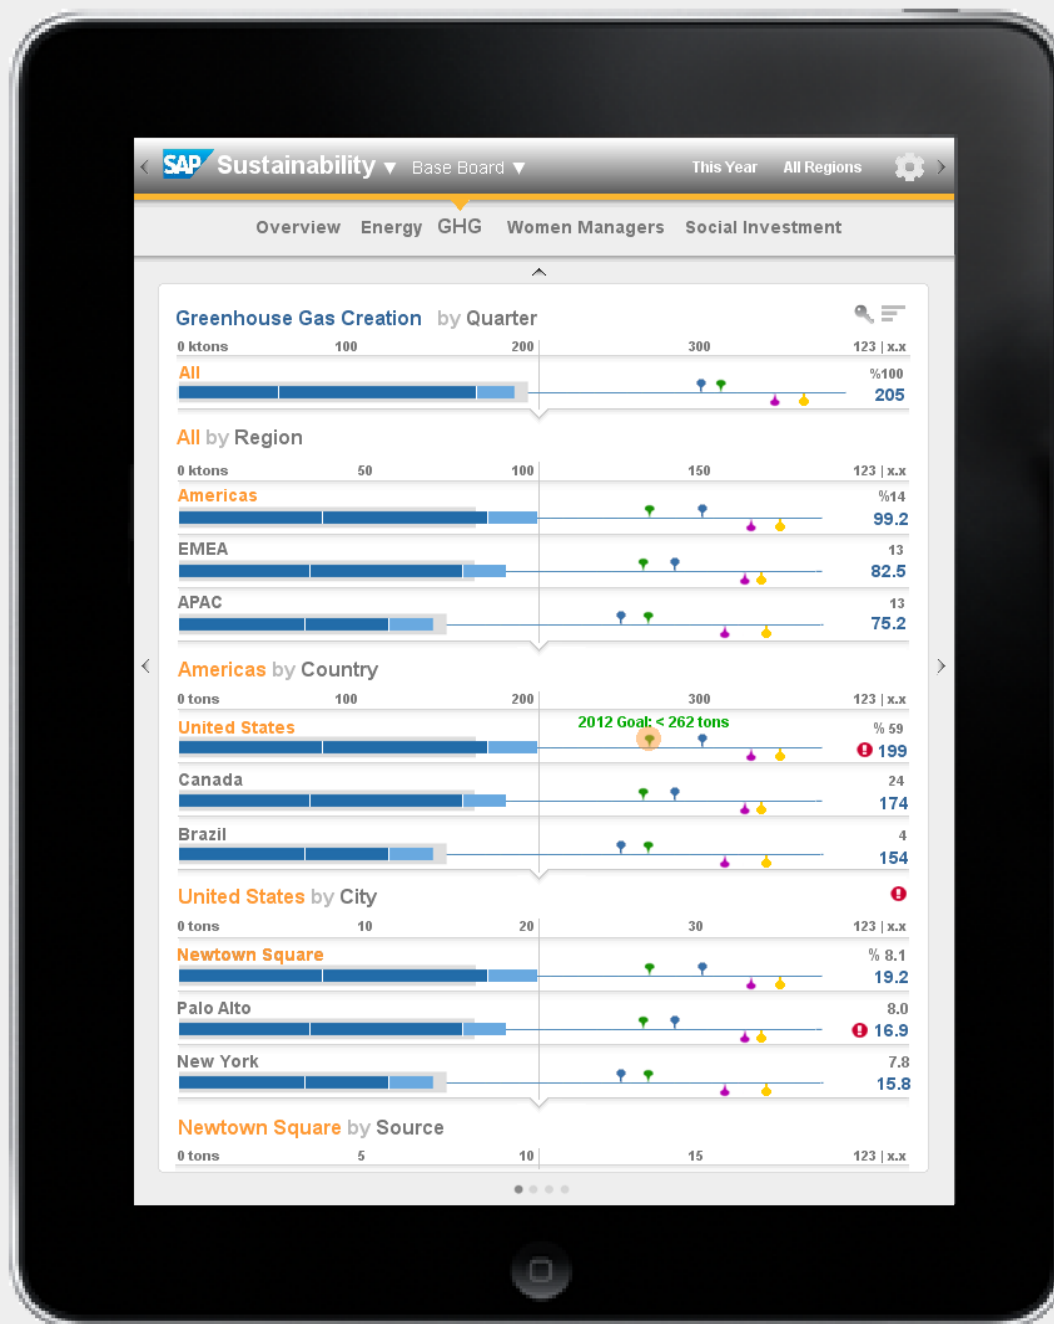 SAP Sustainability ▼ Base Board ▼ This Year All Regions
Overview Energy GHG Women Managers Social Investment
Greenhouse Gas Creation by Quarter
0 ktons 100 200 300 123 | x.x
All %100
205
All by Region
0 ktons 50 100 150 123 | x.x
Americas %14
99.2
EMEA 13
82.5
APAC 13
75.2
Americas by Country
0 tons 100 200 300 123 | x.x
2012 Goal: < 262 tons
United States % 59
199
Canada 24
174
Brazil 4
154
United States by City
0 tons 10 20 30 123 | x.x
Newtown Square % 8.1
19.2
Palo Alto 8.0
16.9
New York 7.8
15.8
Newtown Square by Source
0 tons 5 10 15 123 | x.x